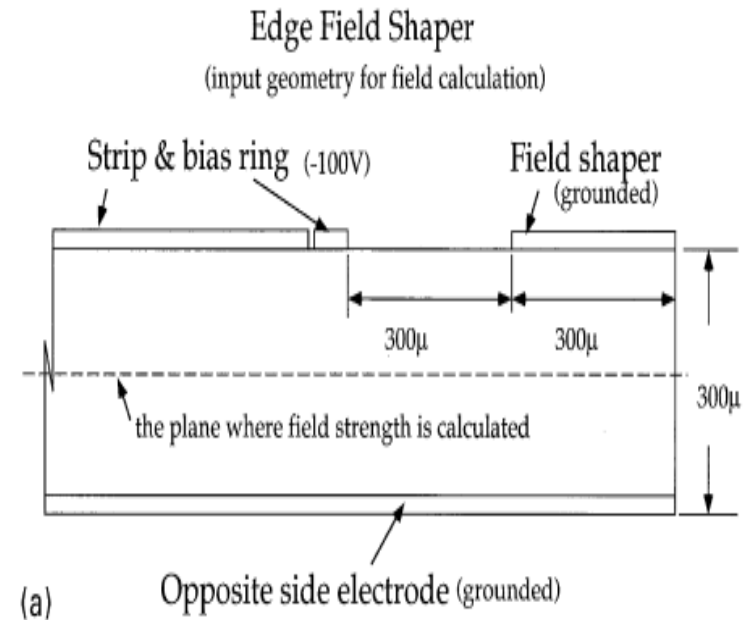 Edge Field Shaper
(input geometry for field calculation)
Strip & bias ring (-100V)
Field shaper
(grounded)
300μ
300μ
300μ
the plane where field strength is calculated
Opposite side electrode (grounded)
(a)